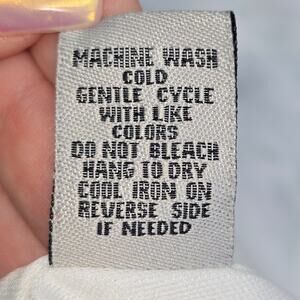 MACHINE WASH
COLD
GENTLE CYCLE
WITH LIKE
COLORS
DO NOT BLEACH
HANG TO DRY
COOL IRON ON
REVERSE SIDE
IF NEEDED